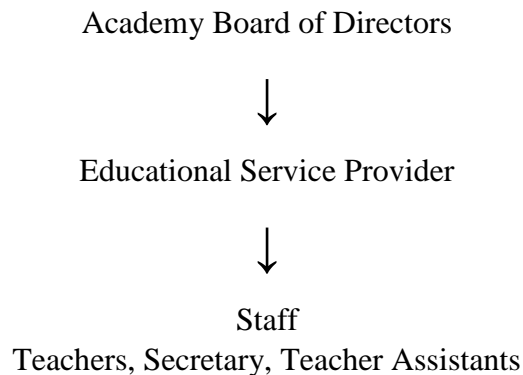 Academy Board of Directors
↓
Educational Service Provider
↓
Staff
Teachers, Secretary, Teacher Assistants